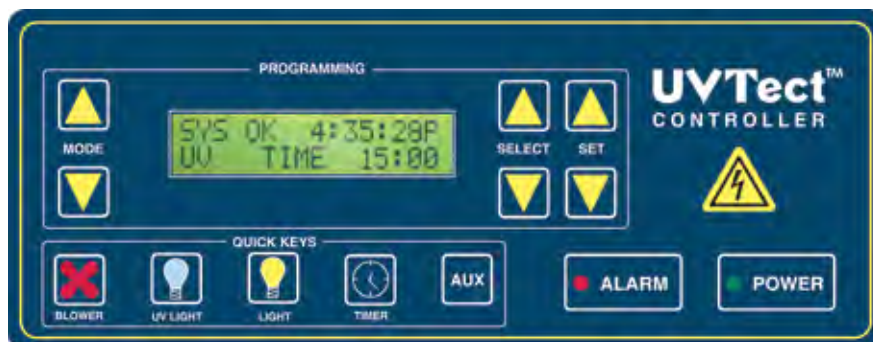 PROGRAMMING
UVTect™
CONTROLLER
MODE
SYS OK 4:35:28P
UV TIME 15:00
SELECT
SET
QUICK KEYS
BLOWER
UV LIGHT
LIGHT
TIMER
AUX
ALARM
POWER